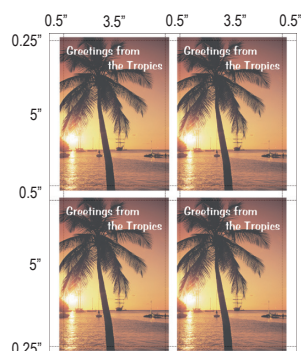 0.5" 3.5" 0.5" 3.5" 0.5"
0.25"
Greetings from
the Tropics
Greetings from
the Tropics
5"
0.5"
Greetings from
the Tropics
Greetings from
the Tropics
5"
0.25"